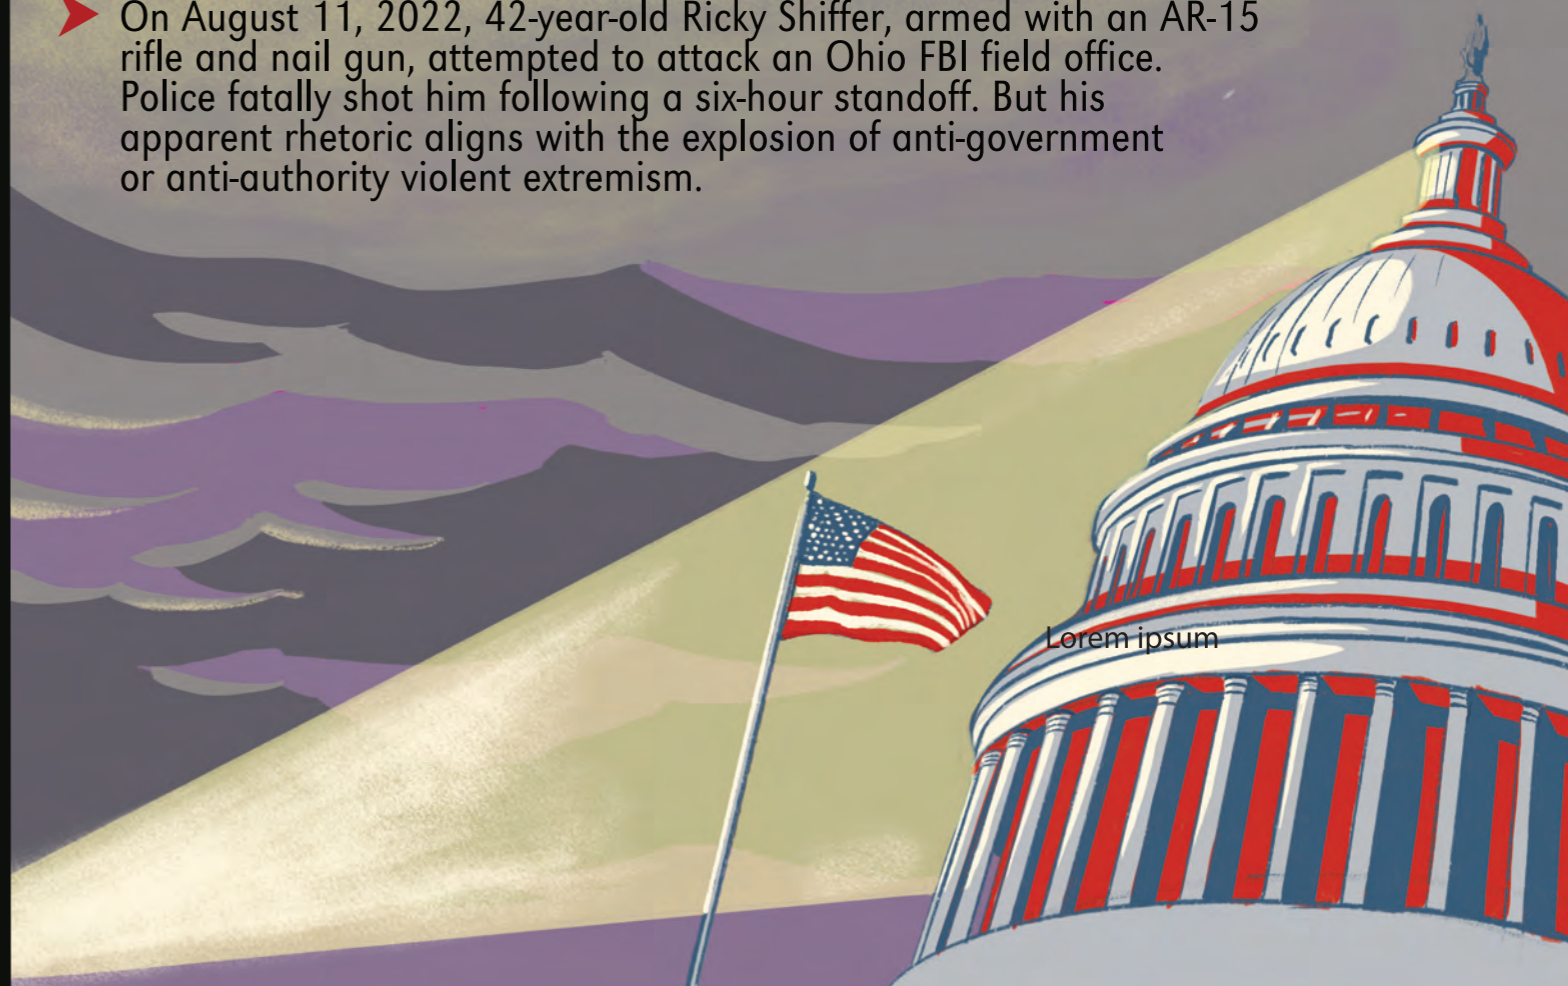 On August 11, 2022, 42-year-old Ricky Shiffer, armed with an AR-15
rifle and nail gun, attempted to attack an Ohio FBI field office.
Police fatally shot him following a six-hour standoff. But his
apparent rhetoric aligns with the explosion of anti-government
or anti-authority violent extremism.
Lorem ipsum